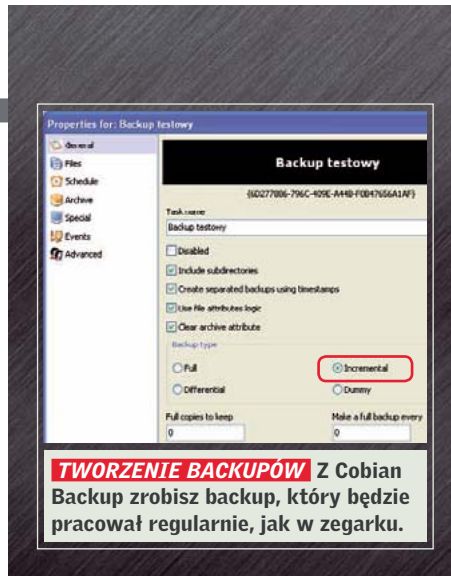 Properties for: Backup testowy
General
Files
Schedule
Archive
Special
Events
Advanced
Backup testowy
{6D277006-796C-409E-A44B-F0B47656A1AF}
Task name
Backup testowy
Disabled
Include subdirectories
Create separated backups using timestamps
Use file attributes logic
Clear archive attribute
Backup type
Full
Incremental
Differential
Dummy
Full copies to keep
Make a full backup every
0
0
TWORZENIE BACKUPÓW Z Cobian
Backup zrobisz backup, który będzie
pracował regularnie, jak w zegarku.